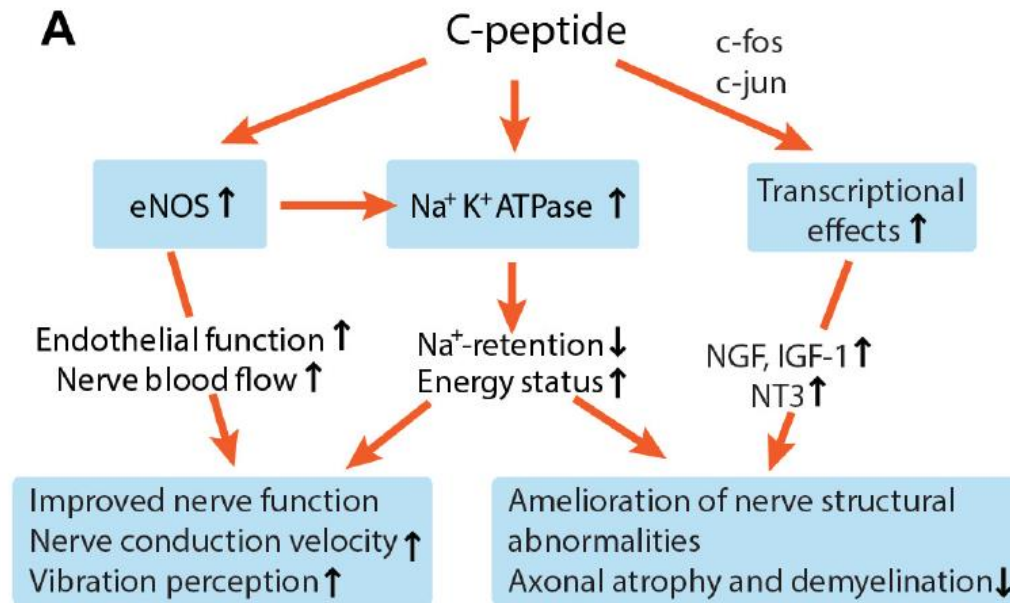 A
C-peptide
c-fos
c-jun
eNOS ↑
Na⁺ K⁺ ATPase ↑
Transcriptional
effects ↑
Endothelial function ↑
Nerve blood flow ↑
Na⁺-retention ↓
Energy status ↑
NGF, IGF-1 ↑
NT3 ↑
Improved nerve function
Nerve conduction velocity ↑
Vibration perception ↑
Amelioration of nerve structural
abnormalities
Axonal atrophy and demyelination ↓